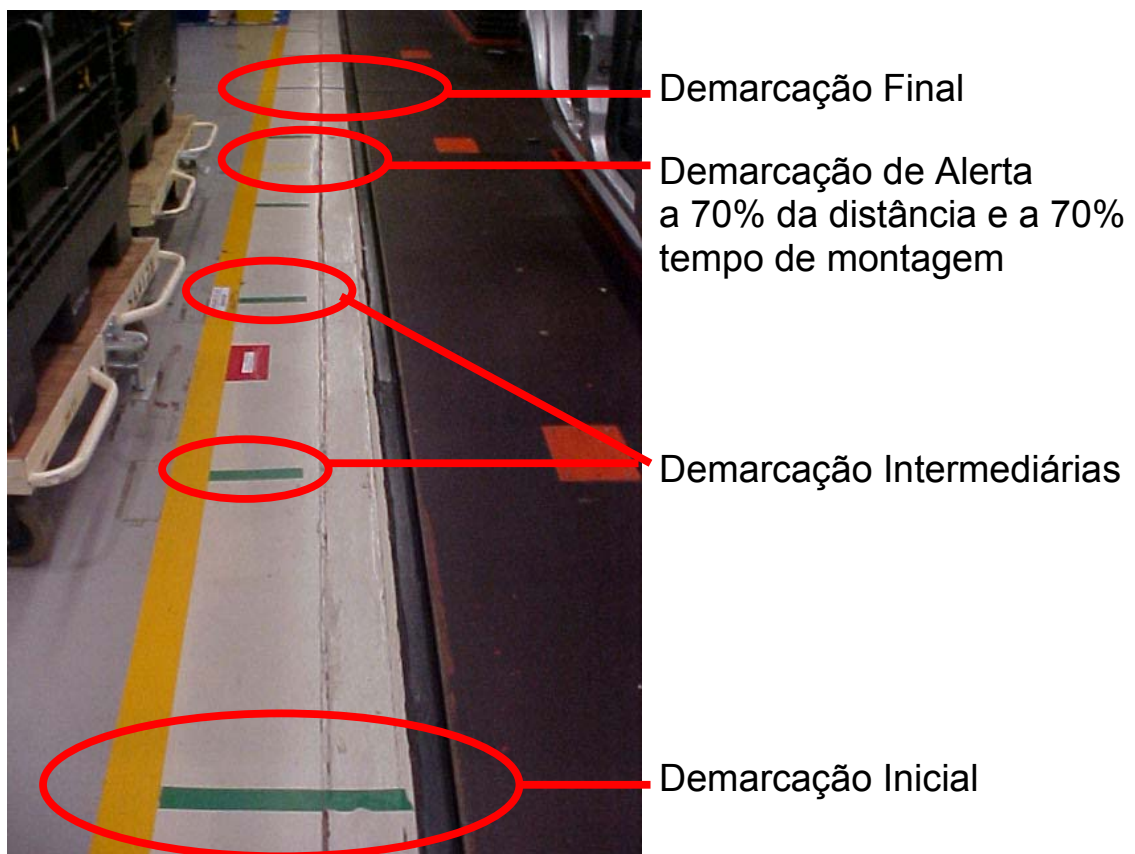 Demarcação Final
Demarcação de Alerta
a 70% da distância e a 70%
tempo de montagem
Demarcação Intermediárias
Demarcação Inicial